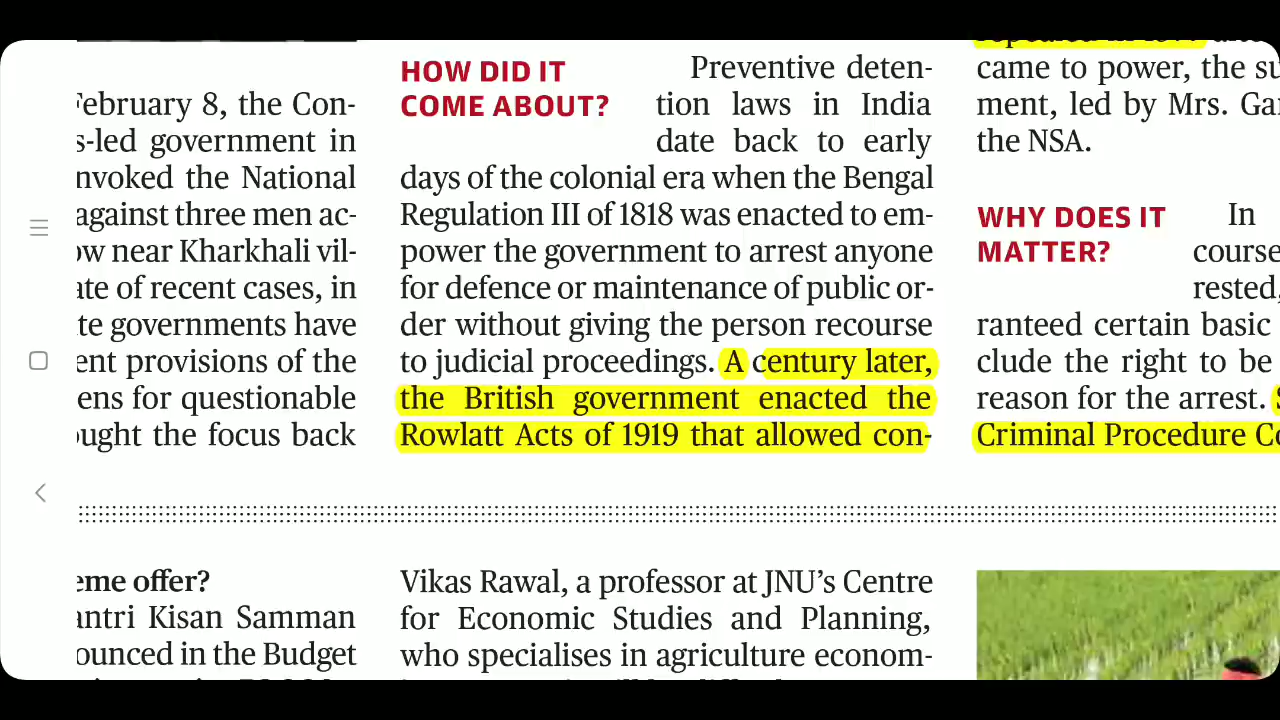 February 8, the Con-
s-led government in
nvoked the National
against three men ac-
ow near Kharkhali vil-
ate of recent cases, in
te governments have
ent provisions of the
ens for questionable
ought the focus back
HOW DID IT
COME ABOUT?
Preventive deten-
tion laws in India
date back to early
days of the colonial era when the Bengal
Regulation III of 1818 was enacted to em-
power the government to arrest anyone
for defence or maintenance of public or-
der without giving the person recourse
to judicial proceedings. A century later,
the British government enacted the
Rowlatt Acts of 1919 that allowed con-
came to power, the su
ment, led by Mrs. Ga
the NSA.
WHY DOES IT
MATTER?
In
course
rested,
ranteed certain basic
clude the right to be
reason for the arrest.
Criminal Procedure Co
eme offer?
antri Kisan Samman
ounced in the Budget
Vikas Rawal, a professor at JNU’s Centre
for Economic Studies and Planning,
who specialises in agriculture econom-